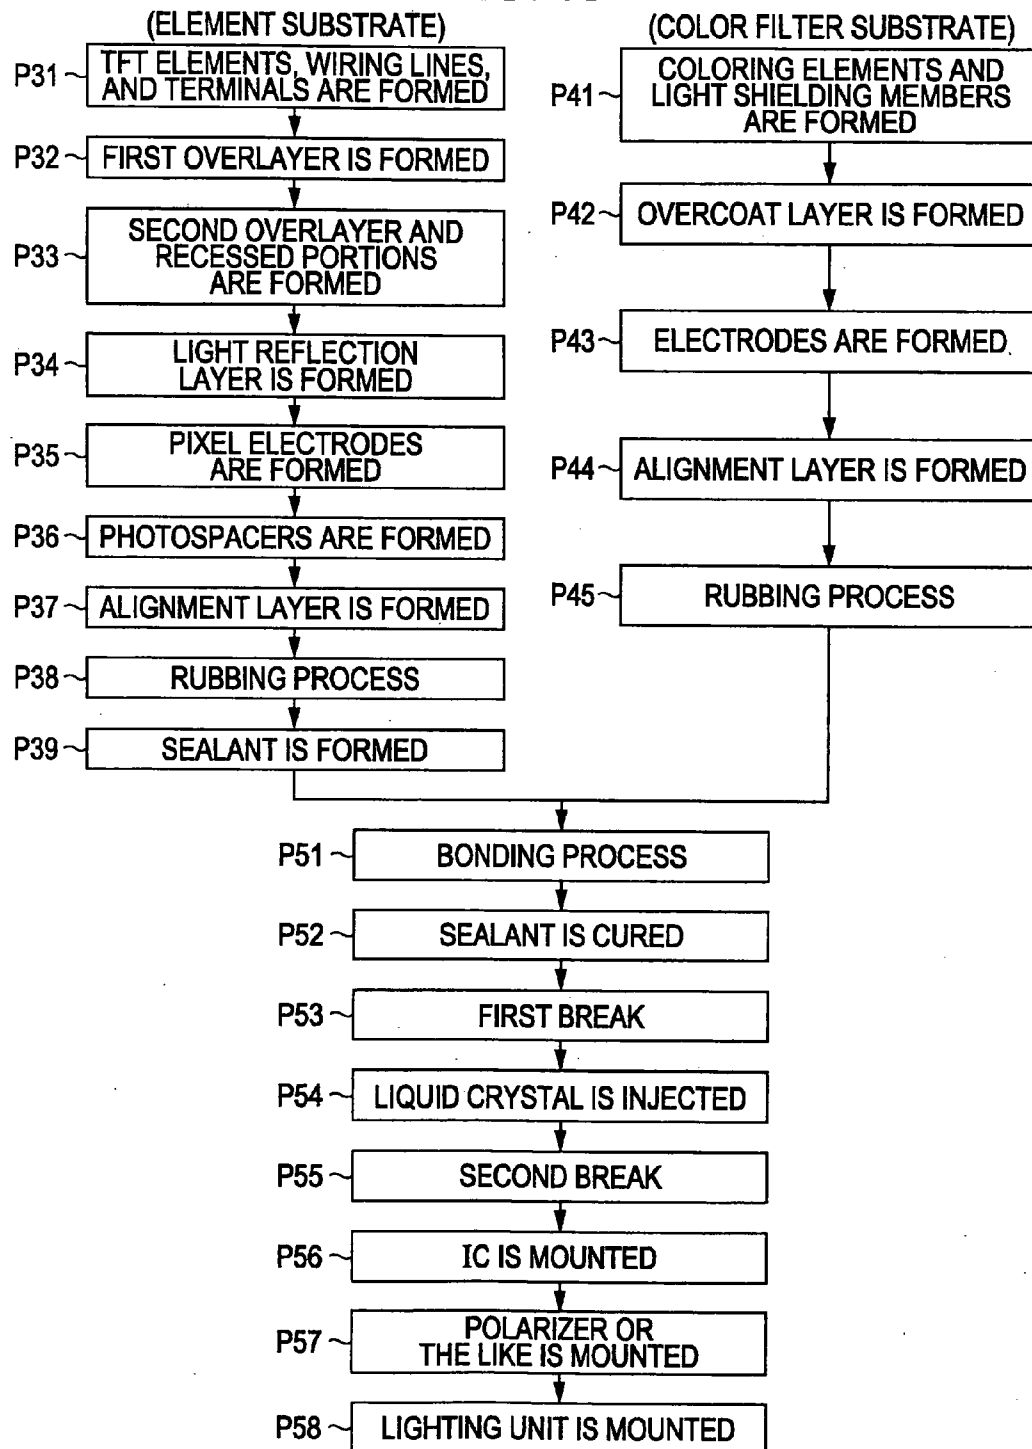 (ELEMENT SUBSTRATE)
P31
TFT ELEMENTS, WIRING LINES,
AND TERMINALS ARE FORMED
P32
FIRST OVERLAYER IS FORMED
P33
SECOND OVERLAYER AND
RECESSED PORTIONS
ARE FORMED
P34
LIGHT REFLECTION
LAYER IS FORMED
P35
PIXEL ELECTRODES
ARE FORMED
P36
PHOTOSPACERS ARE FORMED
P37
ALIGNMENT LAYER IS FORMED
P38
RUBBING PROCESS
P39
SEALANT IS FORMED
(COLOR FILTER SUBSTRATE)
P41
COLORING ELEMENTS AND
LIGHT SHIELDING MEMBERS
ARE FORMED
P42
OVERCOAT LAYER IS FORMED
P43
ELECTRODES ARE FORMED
P44
ALIGNMENT LAYER IS FORMED
P45
RUBBING PROCESS
P51
BONDING PROCESS
P52
SEALANT IS CURED
P53
FIRST BREAK
P54
LIQUID CRYSTAL IS INJECTED
P55
SECOND BREAK
P56
IC IS MOUNTED
P57
POLARIZER OR
THE LIKE IS MOUNTED
P58
LIGHTING UNIT IS MOUNTED